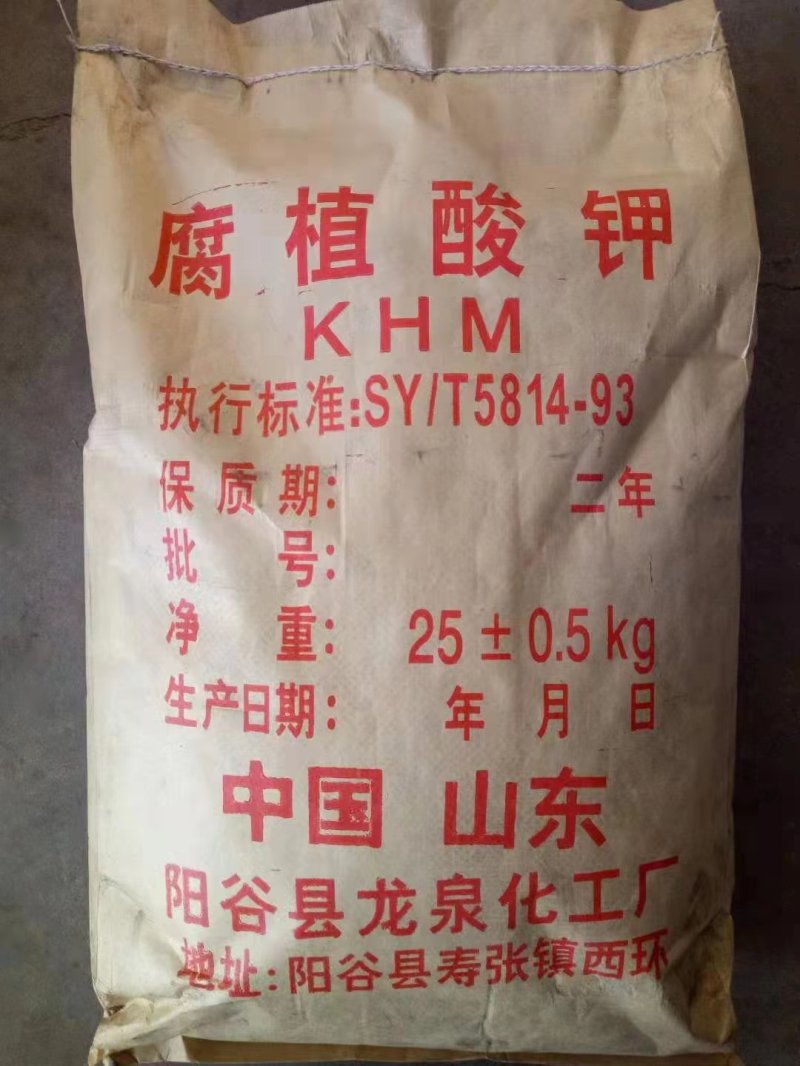 腐植酸钾
KHM
执行标准:SY/T5814-93
保质期: 二年
批号:
净重: 25±0.5kg
生产日期: 年 月 日
中国 山东
阳谷县龙泉化工厂
地址:阳谷县寿张镇西环